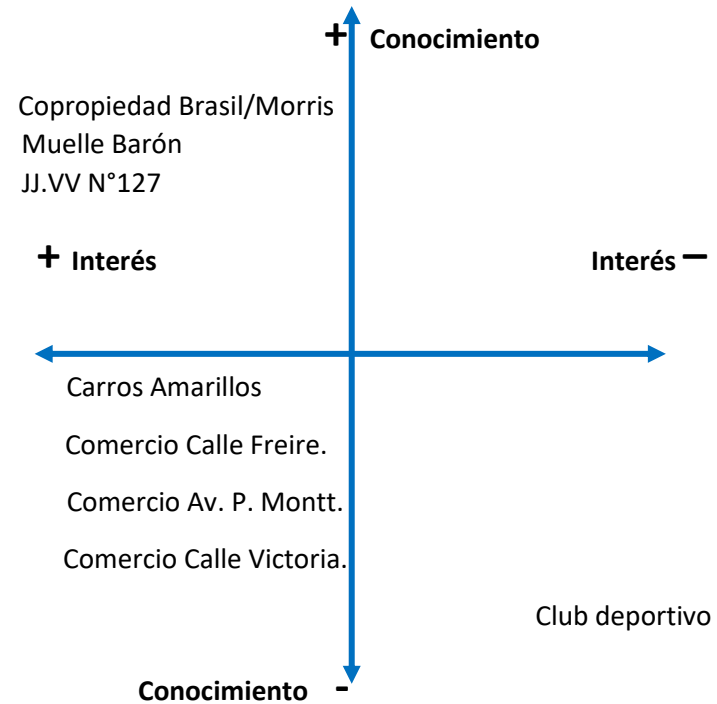 + Conocimiento
Copropiedad Brasil/Morris
Muelle Barón
JJ.VV N°127
+ Interés
Interés −
Carros Amarillos
Comercio Calle Freire.
Comercio Av. P. Montt.
Comercio Calle Victoria.
Club deportivo
Conocimiento -